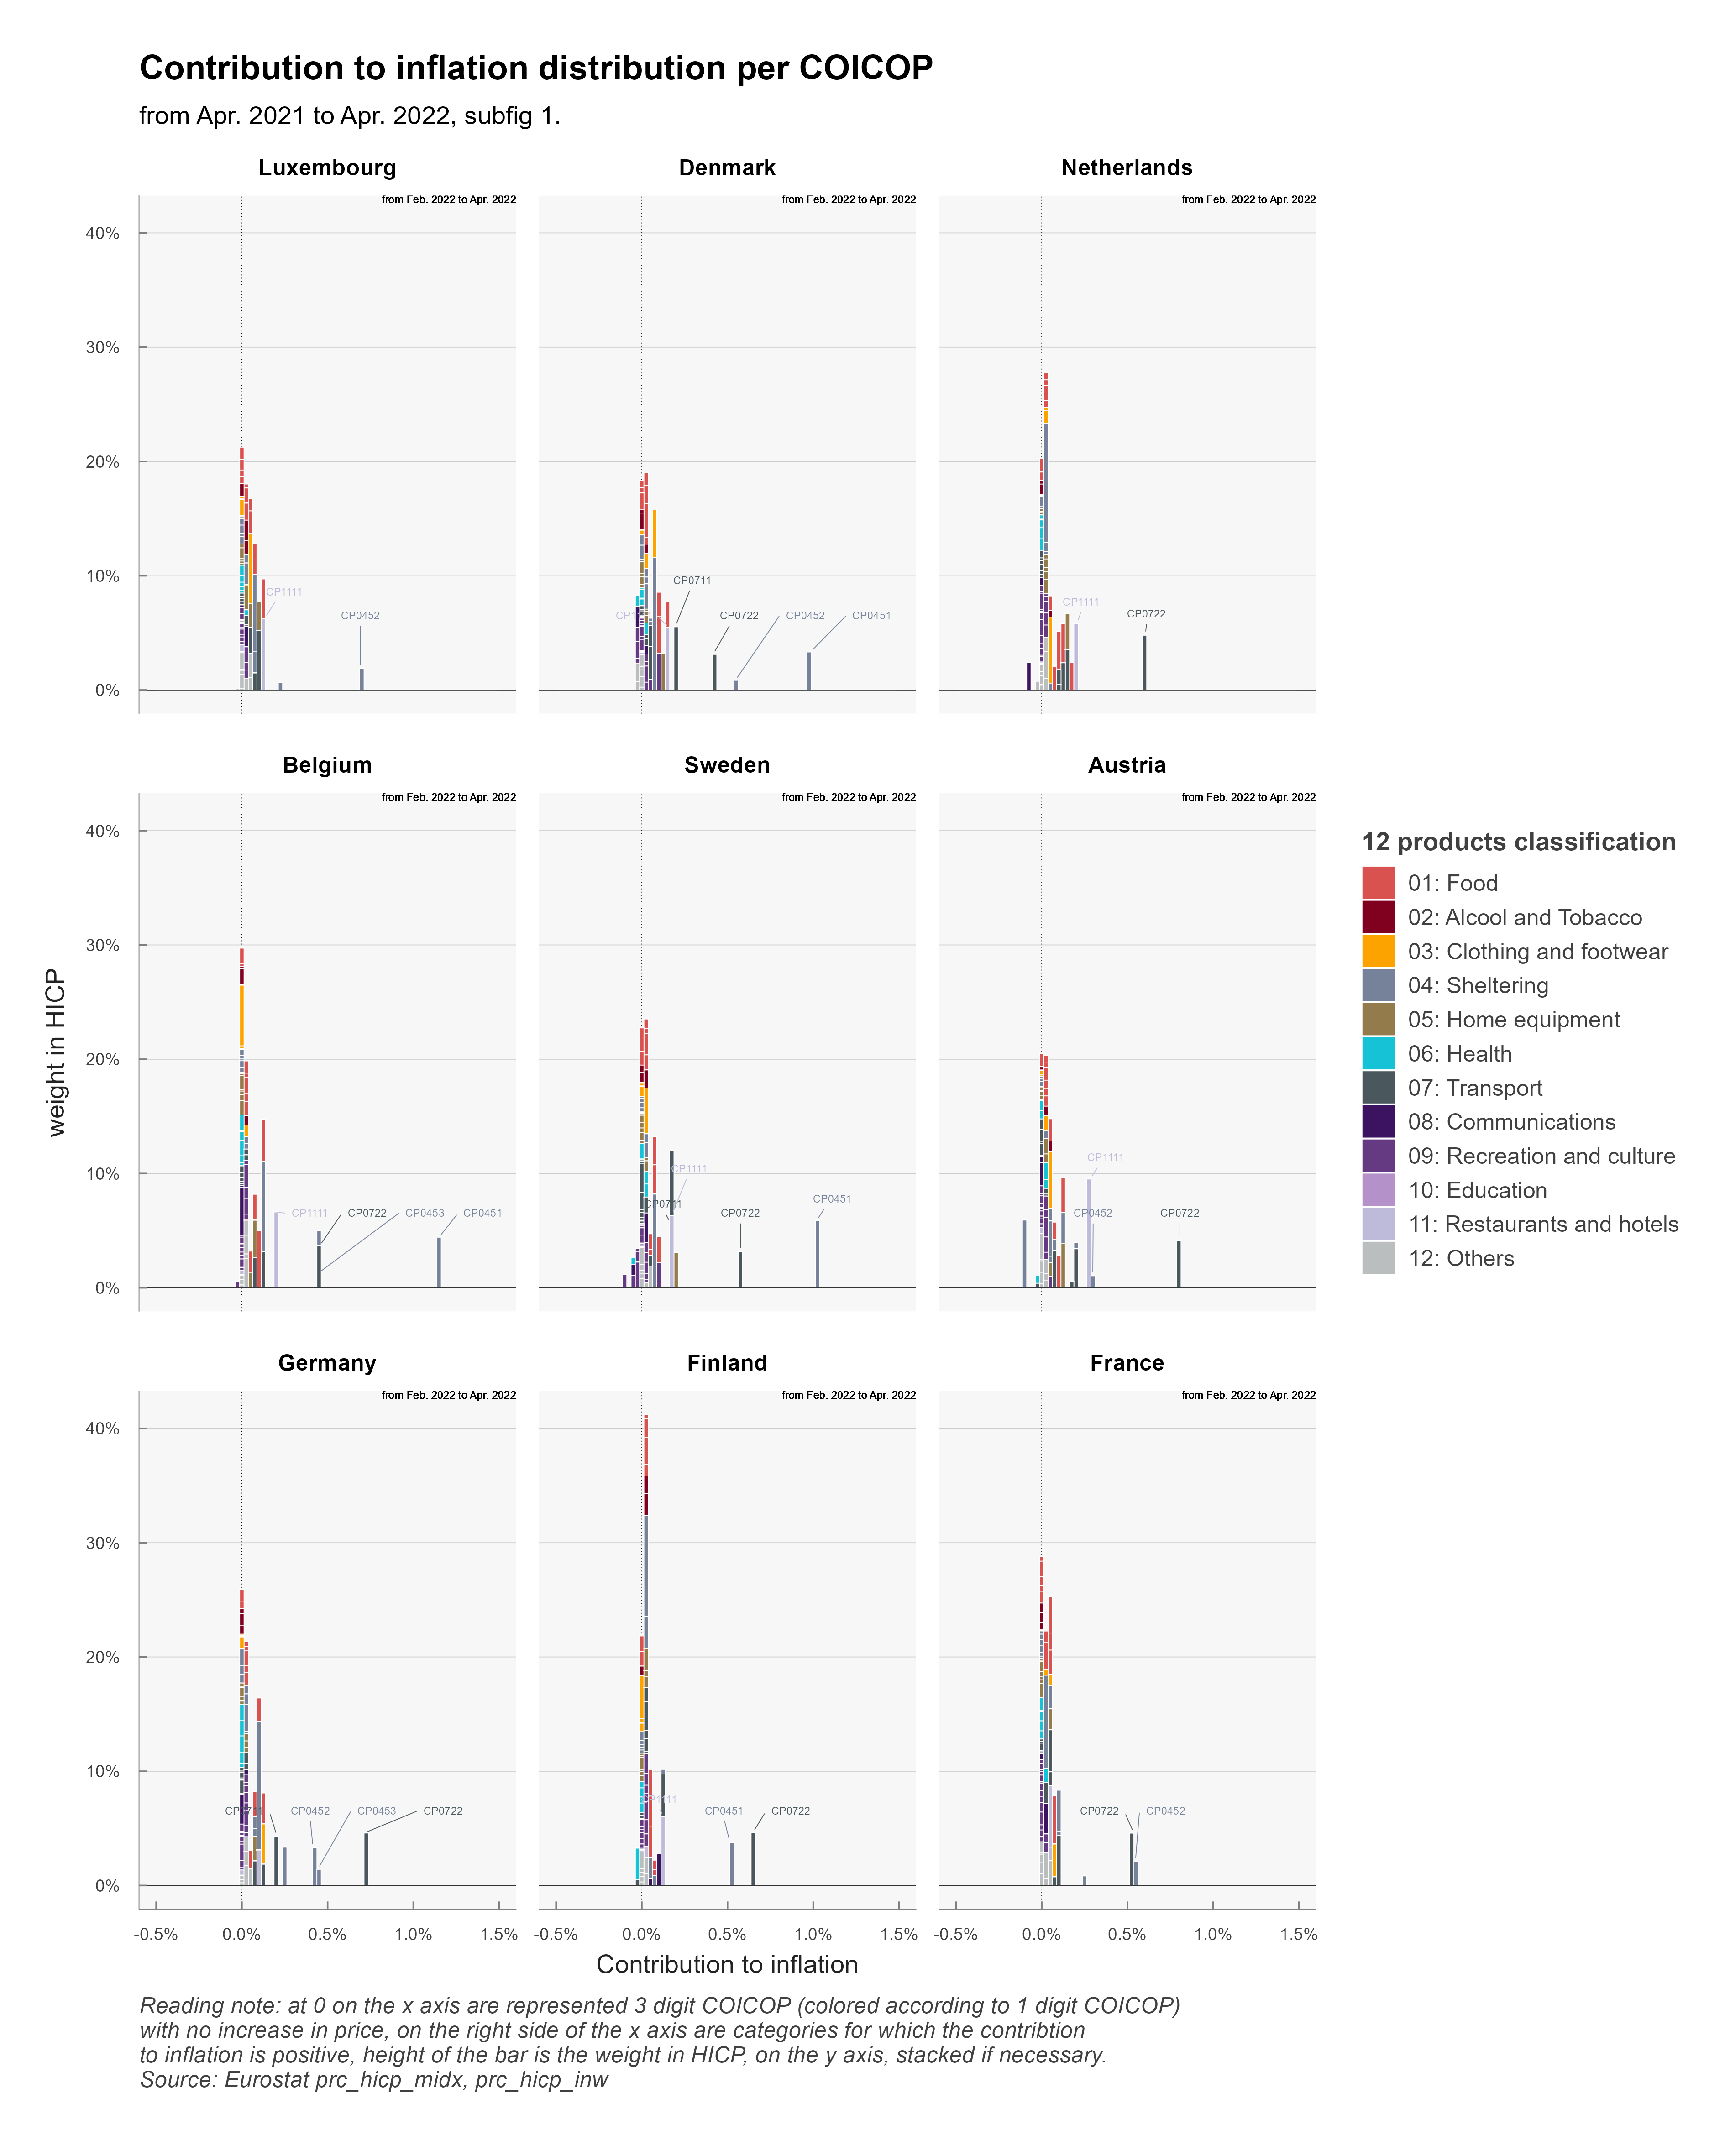 Contribution to inflation distribution per COICOP
from Apr. 2021 to Apr. 2022, subfig 1.
Luxembourg
Denmark
Netherlands
from Feb. 2022 to Apr. 2022
from Feb. 2022 to Apr. 2022
from Feb. 2022 to Apr. 2022
40%
30%
20%
10%
0%
CP1111
CP0452
CP0711
CP0722
CP0452
CP0451
CP1111
CP0722
Belgium
Sweden
Austria
from Feb. 2022 to Apr. 2022
from Feb. 2022 to Apr. 2022
from Feb. 2022 to Apr. 2022
40%
30%
20%
10%
0%
CP1111
CP0722
CP0453
CP0451
CP1111
CP0711
CP0722
CP0451
CP1111
CP0452
CP0722
weight in HICP
Germany
Finland
France
from Feb. 2022 to Apr. 2022
from Feb. 2022 to Apr. 2022
from Feb. 2022 to Apr. 2022
40%
30%
20%
10%
0%
CP0711
CP0452
CP0453
CP0722
CP1111
CP0451
CP0722
CP0722
CP0452
-0.5% 0.0% 0.5% 1.0% 1.5%
-0.5% 0.0% 0.5% 1.0% 1.5%
-0.5% 0.0% 0.5% 1.0% 1.5%
Contribution to inflation
12 products classification
01: Food
02: Alcool and Tobacco
03: Clothing and footwear
04: Sheltering
05: Home equipment
06: Health
07: Transport
08: Communications
09: Recreation and culture
10: Education
11: Restaurants and hotels
12: Others
Reading note: at 0 on the x axis are represented 3 digit COICOP (colored according to 1 digit COICOP)
with no increase in price, on the right side of the x axis are categories for which the contribtion
to inflation is positive, height of the bar is the weight in HICP, on the y axis, stacked if necessary.
Source: Eurostat prc_hicp_midx, prc_hicp_inw